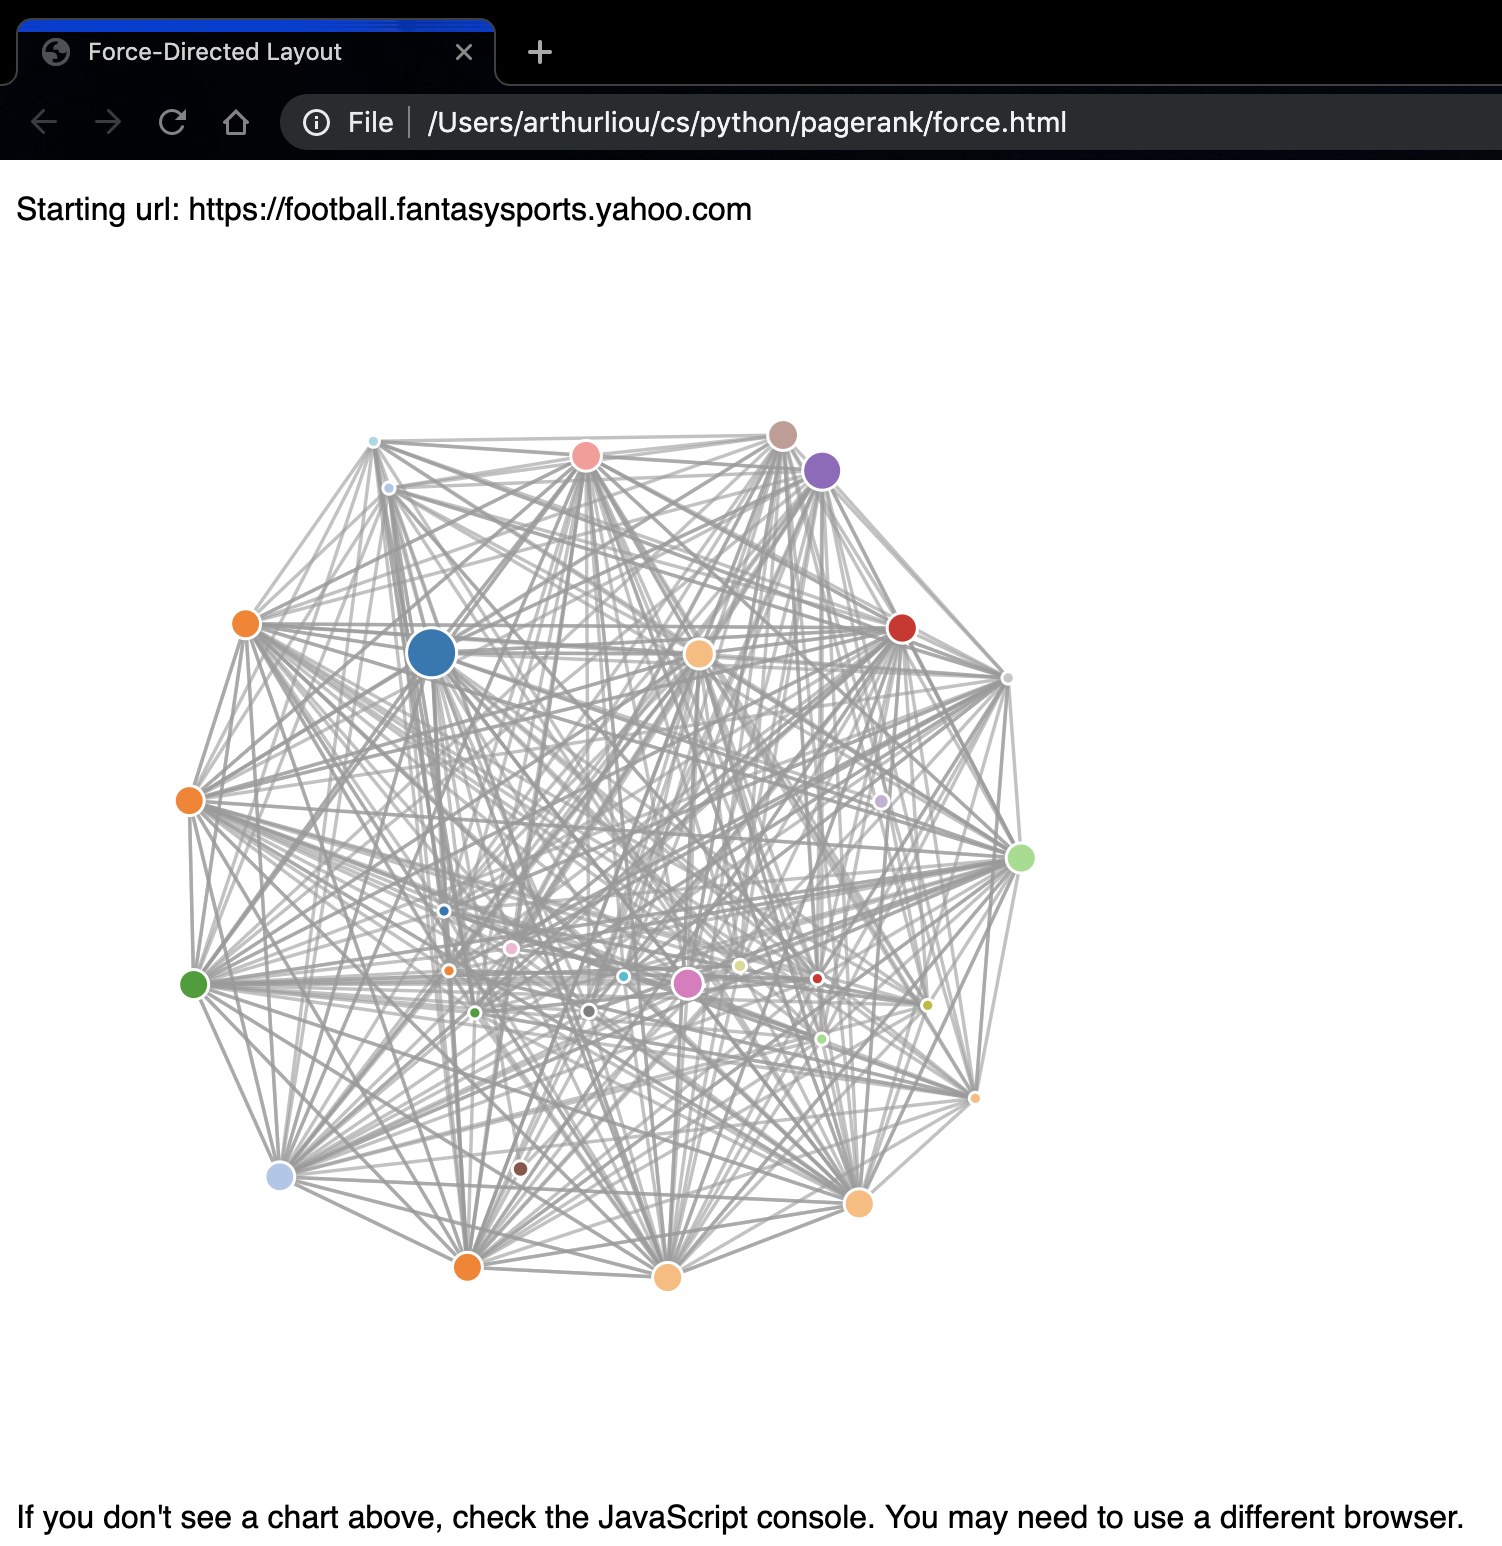 Force-Directed Layout
File /Users/arthurliou/cs/python/pagerank/force.html
Starting url: https://football.fantasysports.yahoo.com
If you don't see a chart above, check the JavaScript console. You may need to use a different browser.